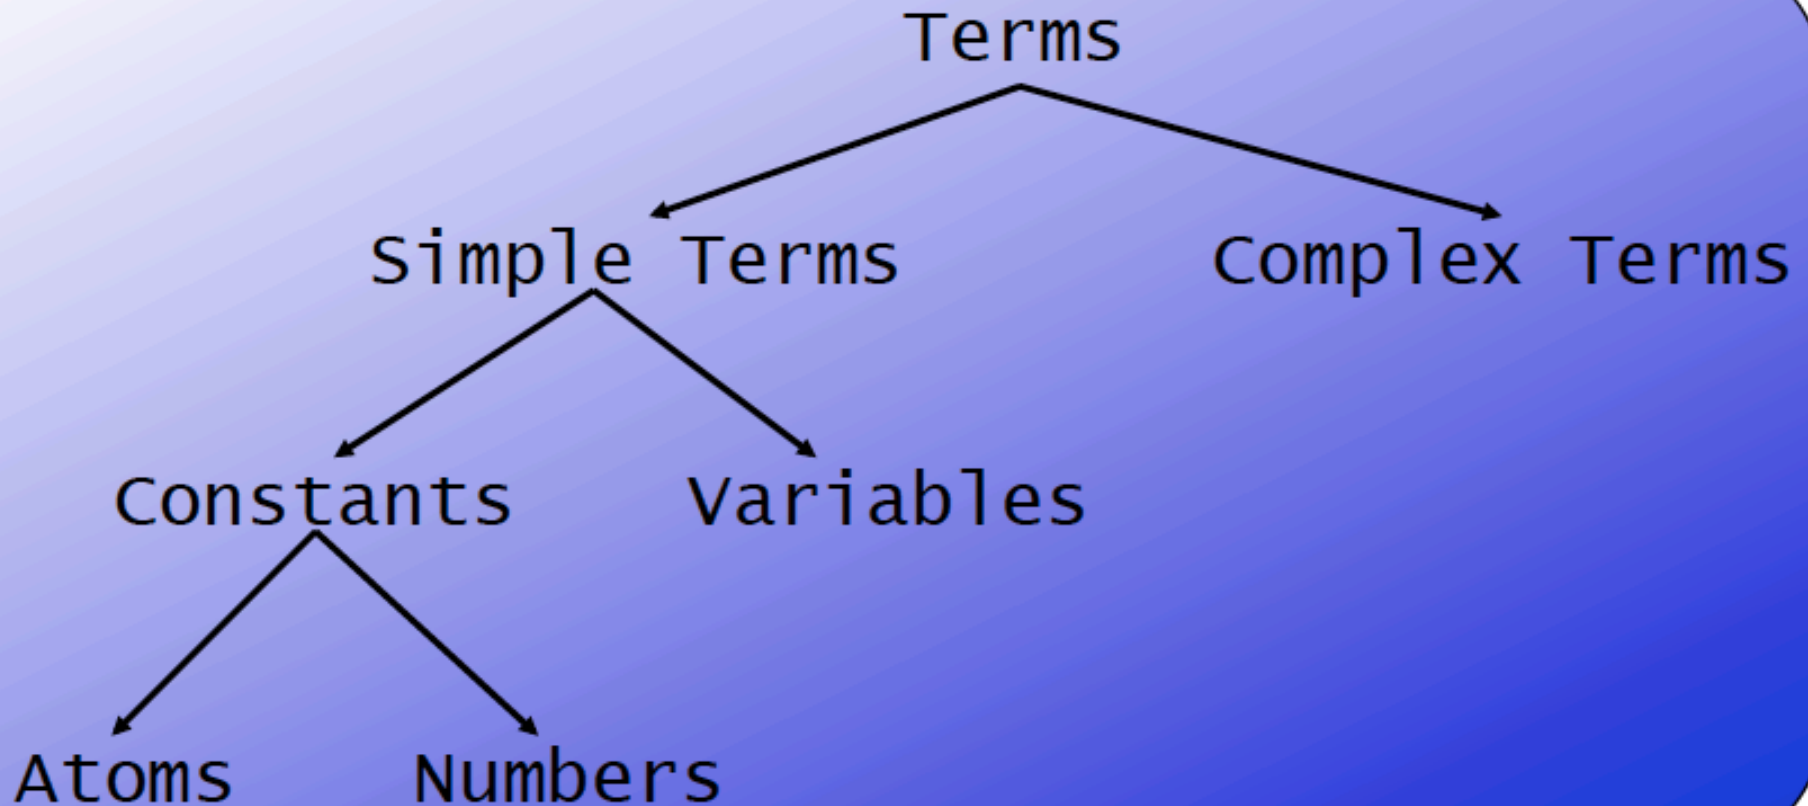 Terms
Simple Terms
Complex Terms
Constants
Variables
Atoms
Numbers